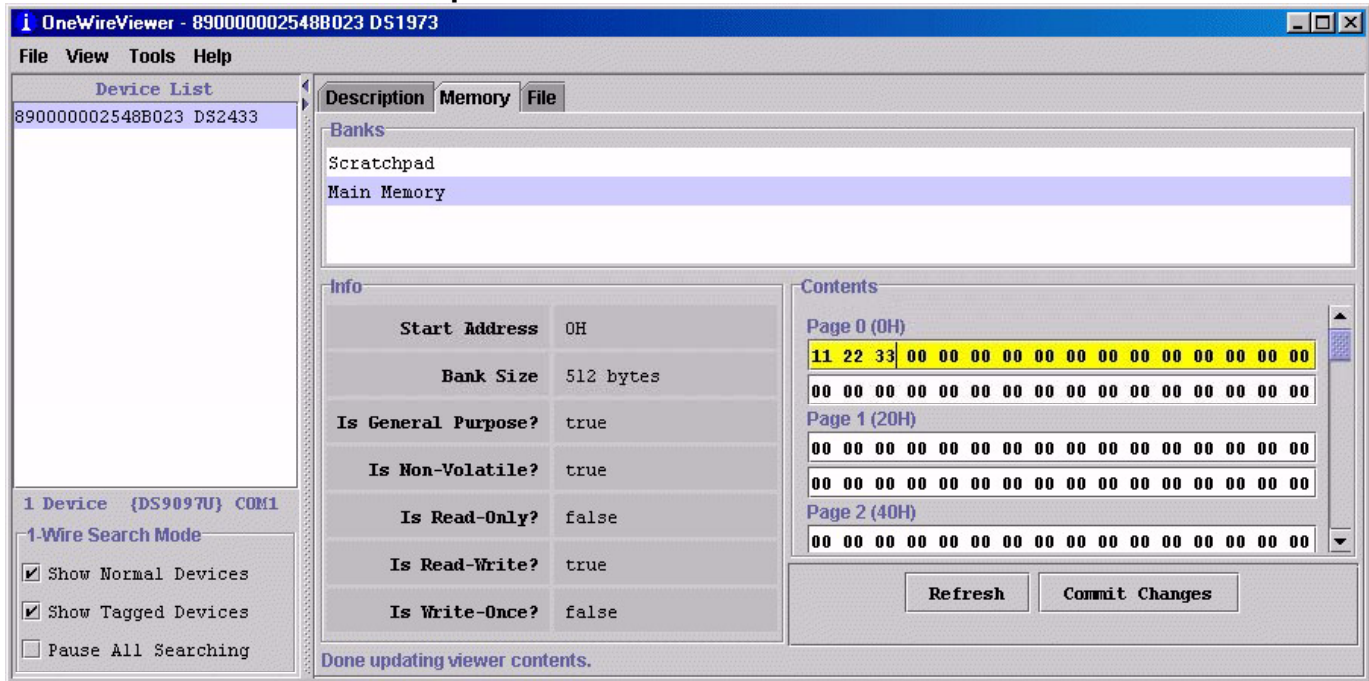 OneWireViewer - 890000002548B023 DS1973
File View Tools Help
Device List
890000002548B023 DS2433
1 Device {DS9097U} COM1
1-Wire Search Mode
Show Normal Devices
Show Tagged Devices
Pause All Searching
Description Memory File
Banks
Scratchpad
Main Memory
Info
Start Address 0H
Bank Size 512 bytes
Is General Purpose? true
Is Non-Volatile? true
Is Read-Only? false
Is Read-Write? true
Is Write-Once? false
Contents
Page 0 (0H)
11 22 33 00 00 00 00 00 00 00 00 00 00 00 00 00
00 00 00 00 00 00 00 00 00 00 00 00 00 00 00 00
Page 1 (20H)
00 00 00 00 00 00 00 00 00 00 00 00 00 00 00 00
00 00 00 00 00 00 00 00 00 00 00 00 00 00 00 00
Page 2 (40H)
00 00 00 00 00 00 00 00 00 00 00 00 00 00 00 00
Refresh Commit Changes
Done updating viewer contents.